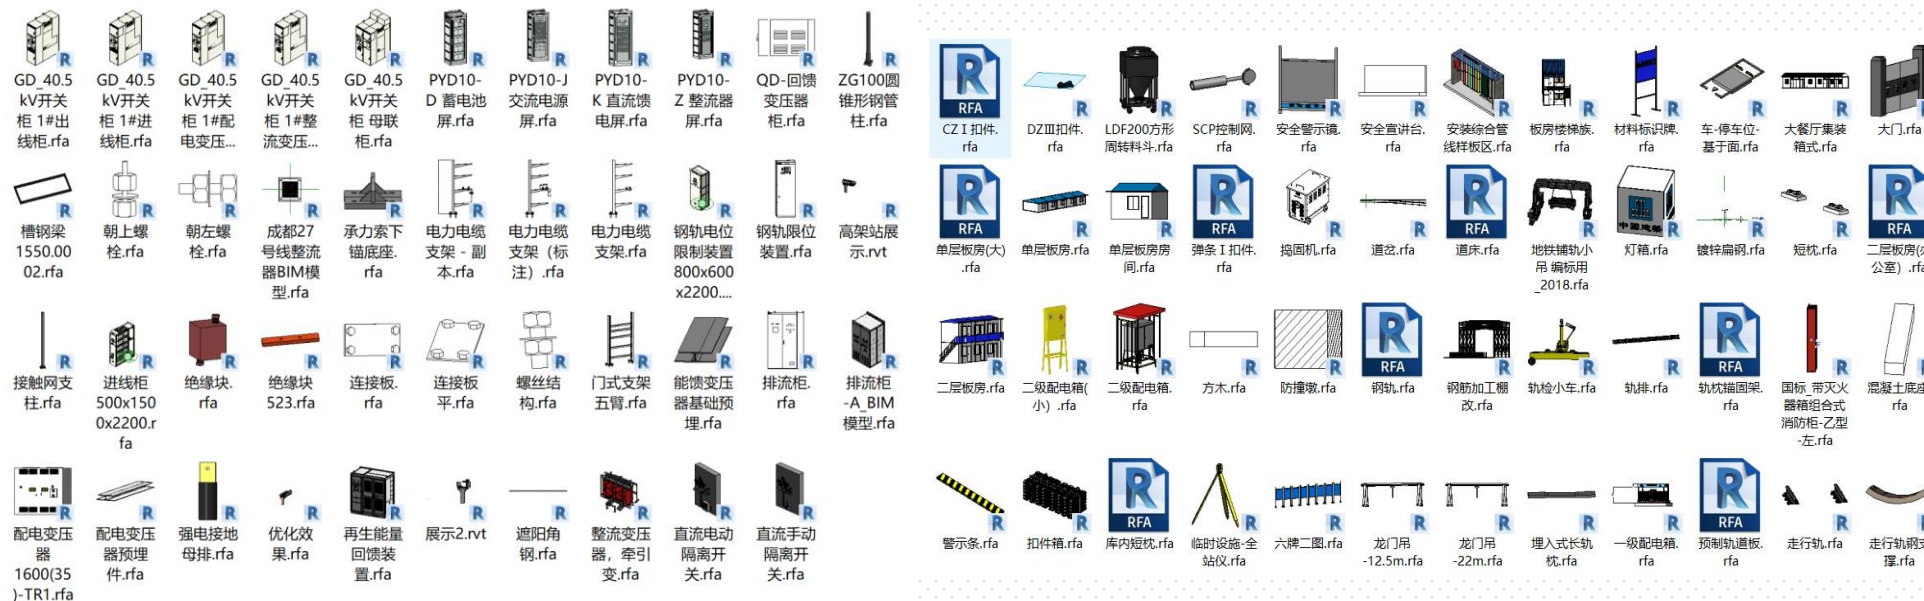 GD_40.5
kV开关
柜 1#出
线柜.rfa
GD_40.5
kV开关
柜 1#进
线柜.rfa
GD_40.5
kV开关
柜 1#配
电变压...
GD_40.5
kV开关
柜 1#整
流变压...
GD_40.5
kV开关
柜 母联
柜.rfa
PYD10-
D 蓄电池
屏.rfa
PYD10-J
交流电源
屏.rfa
PYD10-
K 直流馈
电屏.rfa
PYD10-
Z 整流器
屏.rfa
QD-回馈
变压器
柜.rfa
ZG100圆
锥形钢管
柱.rfa
槽钢梁
1550.00
02.rfa
朝上螺
栓.rfa
朝左螺
栓.rfa
成都27
号线整流
器BIM模
型.rfa
承力索下
锚底座.
rfa
电力电缆
支架 - 副
本.rfa
电力电缆
支架（标
注）.rfa
电力电缆
支架.rfa
钢轨电位
限制装置
800x600
x2200....
钢轨限位
装置.rfa
高架站展
示.rvt
接触网支
柱.rfa
进线柜
500x150
0x2200.r
fa
绝缘块.
rfa
绝缘块
523.rfa
连接板.
rfa
连接板
平.rfa
螺丝结
构.rfa
门式支架
五臂.rfa
能馈变压
器基础预
埋.rfa
排流柜.
rfa
排流柜
-A_BIM
模型.rfa
配电变压
器
1600(35
)-TR1.rfa
配电变压
器预埋
件.rfa
强电接地
母排.rfa
优化效
果.rfa
再生能量
回馈装
置.rfa
展示2.rvt
遮阳角
钢.rfa
整流变压
器，牵引
变.rfa
直流电动
隔离开
关.rfa
直流手动
隔离开
关.rfa
RFA
CZ I 扣件.
rfa
DZⅢ扣件.
rfa
LDF200方形
周转料斗.rfa
SCP控制网.
rfa
安全警示镜.
rfa
安全宣讲台.
rfa
安装综合管
线样板区.rfa
板房楼梯族.
rfa
材料标识牌.
rfa
车-停车位-
基于面.rfa
大餐厅集装
箱式.rfa
大门.rfa
RFA
单层板房(大)
.rfa
单层板房.rfa
单层板房房
间.rfa
RFA
弹条 I 扣件.
rfa
捣固机.rfa
道岔.rfa
RFA
道床.rfa
地铁铺轨小
吊 编标用
_2018.rfa
中国建筑
灯箱.rfa
镀锌扁钢.rfa
短枕.rfa
RFA
二层板房(办
公室）.rfa
二层板房.rfa
二级配电箱(
小）.rfa
二级配电箱.
rfa
方木.rfa
防撞墩.rfa
RFA
钢轨.rfa
钢筋加工棚
改.rfa
轨检小车.rfa
轨排.rfa
RFA
轨枕锚固架.
rfa
国标_带灭火
器箱组合式
消防柜-乙型
-左.rfa
混凝土底座
rfa
警示条.rfa
扣件箱.rfa
RFA
库内短枕.rfa
临时设施-全
站仪.rfa
六牌二图.rfa
龙门吊
-12.5m.rfa
龙门吊
-22m.rfa
埋入式长轨
枕.rfa
一级配电箱.
rfa
RFA
预制轨道板.
rfa
走行轨.rfa
走行轨钢支
撑.rfa